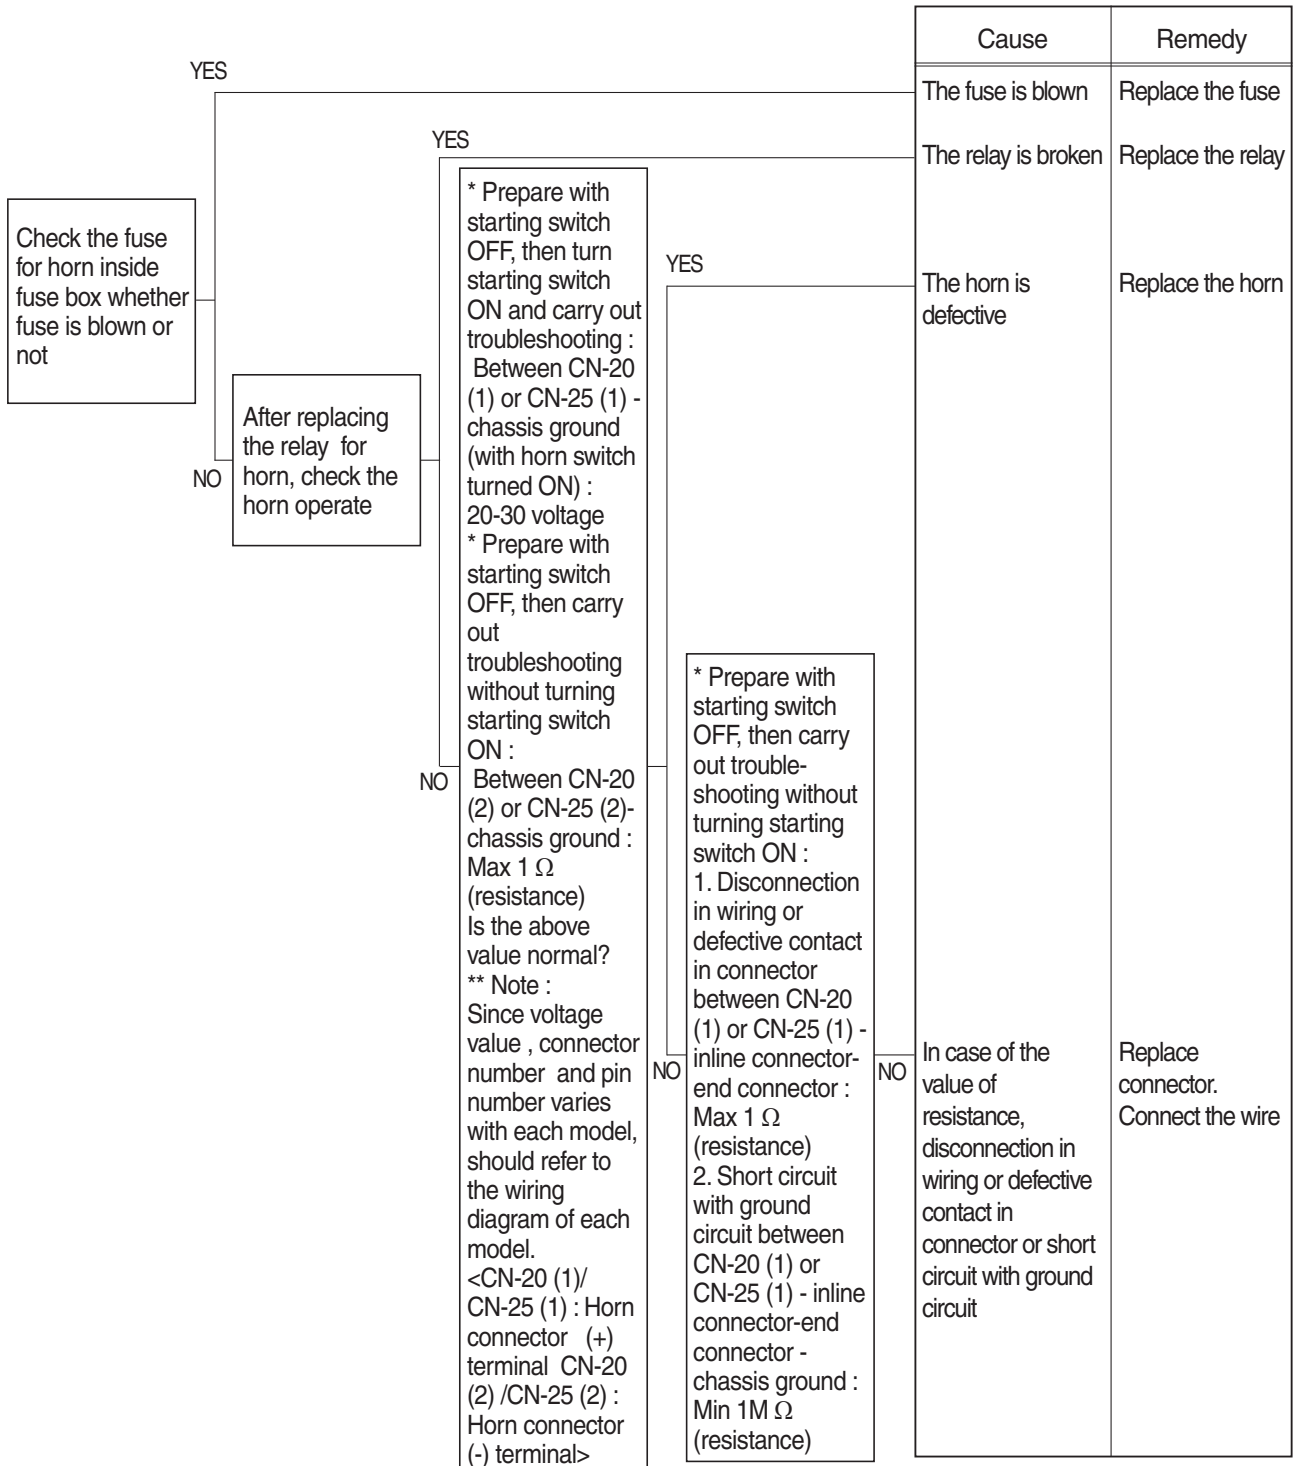 Cause
Remedy
YES
The fuse is blown
Replace the fuse
YES
The relay is broken
Replace the relay
Check the fuse
for horn inside
fuse box whether
fuse is blown or
not
NO
After replacing
the relay for
horn, check the
horn operate
NO
* Prepare with
starting switch
OFF, then turn
starting switch
ON and carry out
troubleshooting :
Between CN-20
(1) or CN-25 (1) -
chassis ground
(with horn switch
turned ON) :
20-30 voltage
* Prepare with
starting switch
OFF, then carry
out
troubleshooting
without turning
starting switch
ON :
Between CN-20
(2) or CN-25 (2)-
chassis ground :
Max 1 Ω
(resistance)
Is the above
value normal?
** Note :
Since voltage
value , connector
number and pin
number varies
with each model,
should refer to
the wiring
diagram of each
model.
<CN-20 (1)/
CN-25 (1) : Horn
connector (+)
terminal CN-20
(2) /CN-25 (2) :
Horn connector
(-) terminal>
YES
The horn is
defective
Replace the horn
NO
* Prepare with
starting switch
OFF, then carry
out trouble-
shooting without
turning starting
switch ON :
1. Disconnection
in wiring or
defective contact
in connector
between CN-20
(1) or CN-25 (1) -
inline connector-
end connector :
Max 1 Ω
(resistance)
2. Short circuit
with ground
circuit between
CN-20 (1) or
CN-25 (1) - inline
connector-end
connector -
chassis ground :
Min 1M Ω
(resistance)
NO
In case of the
value of
resistance,
disconnection in
wiring or defective
contact in
connector or short
circuit with ground
circuit
Replace
connector.
Connect the wire